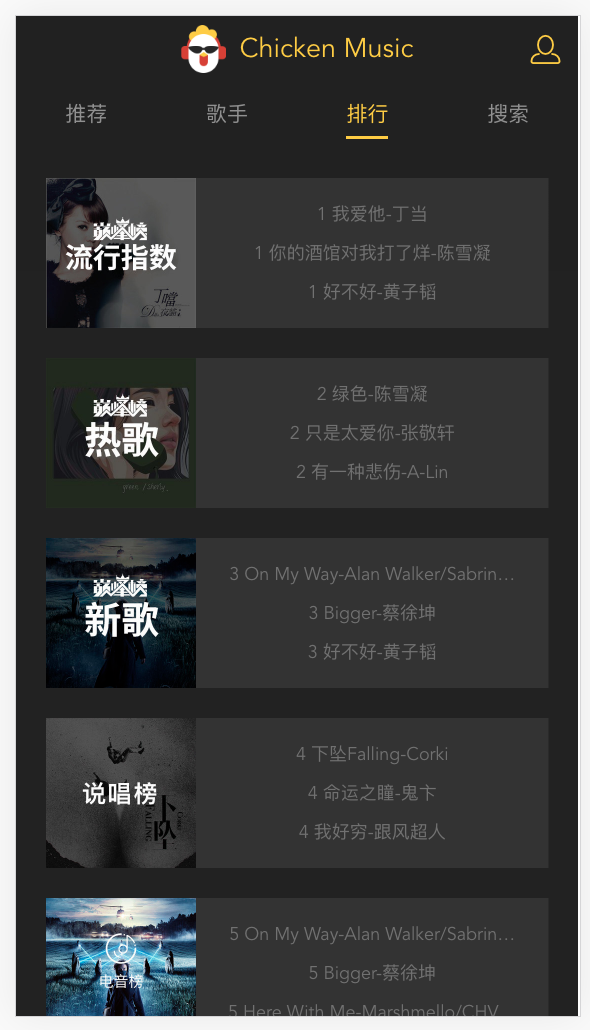 Chicken Music
推荐
歌手
排行
搜索
巅峰榜
流行指数
1 我爱他-丁当
1 你的酒馆对我打了烊-陈雪凝
1 好不好-黄子韬
巅峰榜
热歌
2 绿色-陈雪凝
2 只是太爱你-张敬轩
2 有一种悲伤-A-Lin
巅峰榜
新歌
3 On My Way-Alan Walker/Sabrin...
3 Bigger-蔡徐坤
3 好不好-黄子韬
说唱榜
下坠
FALLING
4 下坠Falling-Corki
4 命运之瞳-鬼卞
4 我好穷-跟风超人
电音榜
5 On My Way-Alan Walker/Sabrin...
5 Bigger-蔡徐坤
5 Here With Me-Marshmello/CHV